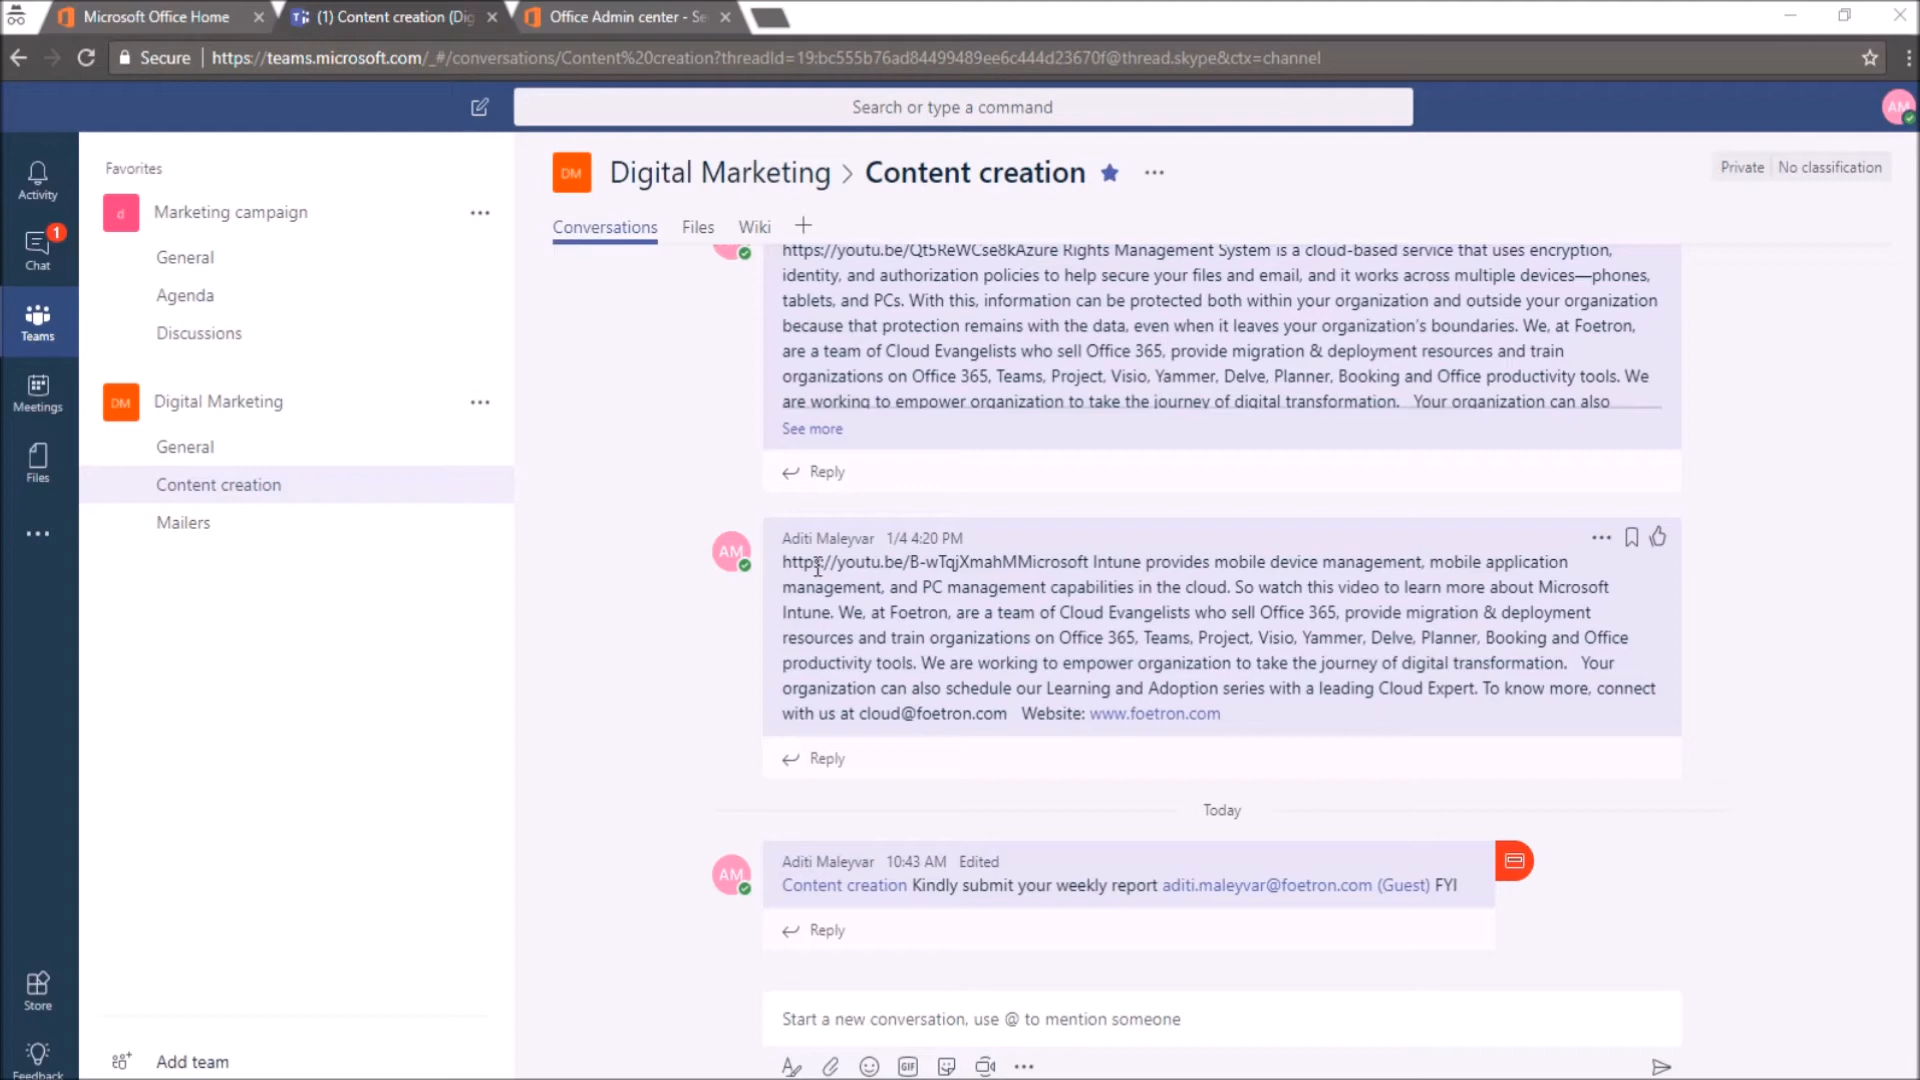 Microsoft Office Home
(1) Content creation (Dig
Office Admin center - Se
Secure
https://teams.microsoft.com/_#/conversations/Content%20creation?threadId=19:bc555b76ad84499489ee6c444d23670f@thread.skype&ctx=channel
Search or type a command
AM
Activity
Chat
1
Teams
Meetings
Files
Store
Feedback
Favorites
d
Marketing campaign
General
Agenda
Discussions
DM
Digital Marketing
General
Content creation
Mailers
Add team
DM
Digital Marketing > Content creation
Private
No classification
Conversations
Files
Wiki
https://youtu.be/Qt5ReWCse8kAzure Rights Management System is a cloud-based service that uses encryption,
identity, and authorization policies to help secure your files and email, and it works across multiple devices—phones,
tablets, and PCs. With this, information can be protected both within your organization and outside your organization
because that protection remains with the data, even when it leaves your organization's boundaries. We, at Foetron,
are a team of Cloud Evangelists who sell Office 365, provide migration & deployment resources and train
organizations on Office 365, Teams, Project, Visio, Yammer, Delve, Planner, Booking and Office productivity tools. We
are working to empower organization to take the journey of digital transformation. Your organization can also
See more
Reply
AM
Aditi Maleyvar 1/4 4:20 PM
https://youtu.be/B-wTqjXmahMMicrosoft Intune provides mobile device management, mobile application
management, and PC management capabilities in the cloud. So watch this video to learn more about Microsoft
Intune. We, at Foetron, are a team of Cloud Evangelists who sell Office 365, provide migration & deployment
resources and train organizations on Office 365, Teams, Project, Visio, Yammer, Delve, Planner, Booking and Office
productivity tools. We are working to empower organization to take the journey of digital transformation. Your
organization can also schedule our Learning and Adoption series with a leading Cloud Expert. To know more, connect
with us at cloud@foetron.com Website: www.foetron.com
Reply
Today
AM
Aditi Maleyvar 10:43 AM Edited
Content creation Kindly submit your weekly report aditi.maleyvar@foetron.com (Guest) FYI
Reply
Start a new conversation, use @ to mention someone
GIF